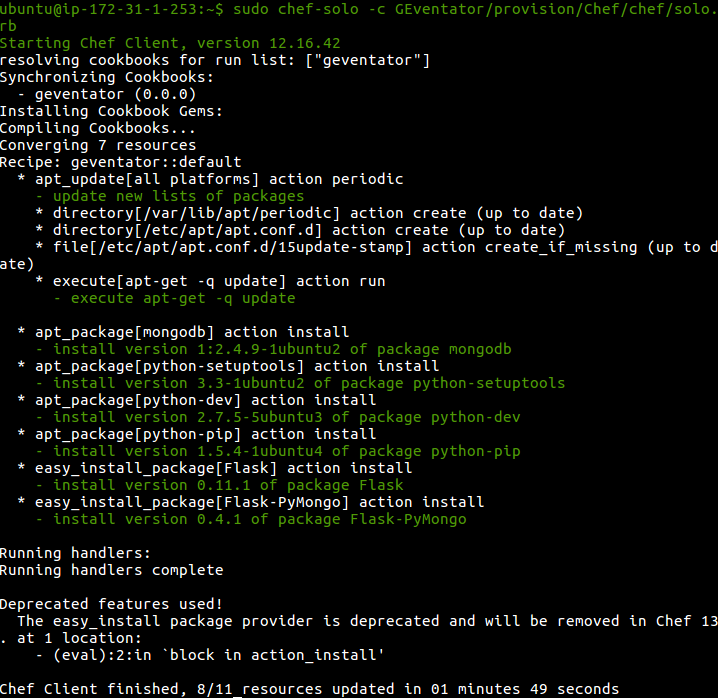 ubuntu@ip-172-31-1-253:~$ sudo chef-solo -c GEventator/provision/Chef/chef/solo.
rb
Starting Chef Client, version 12.16.42
resolving cookbooks for run list: ["geventator"]
Synchronizing Cookbooks:
  - geventator (0.0.0)
Installing Cookbook Gems:
Compiling Cookbooks...
Converging 7 resources
Recipe: geventator::default
  * apt_update[all platforms] action periodic
    - update new lists of packages
    * directory[/var/lib/apt/periodic] action create (up to date)
    * directory[/etc/apt/apt.conf.d] action create (up to date)
    * file[/etc/apt/apt.conf.d/15update-stamp] action create_if_missing (up to d
ate)
    * execute[apt-get -q update] action run
      - execute apt-get -q update

  * apt_package[mongodb] action install
    - install version 1:2.4.9-1ubuntu2 of package mongodb
  * apt_package[python-setuptools] action install
    - install version 3.3-1ubuntu2 of package python-setuptools
  * apt_package[python-dev] action install
    - install version 2.7.5-5ubuntu3 of package python-dev
  * apt_package[python-pip] action install
    - install version 1.5.4-1ubuntu4 of package python-pip
  * easy_install_package[Flask] action install
    - install version 0.11.1 of package Flask
  * easy_install_package[Flask-PyMongo] action install
    - install version 0.4.1 of package Flask-PyMongo

Running handlers:
Running handlers complete

Deprecated features used!
  The easy_install package provider is deprecated and will be removed in Chef 13
. at 1 location:
    - (eval):2:in `block in action_install'

Chef Client finished, 8/11 resources updated in 01 minutes 49 seconds